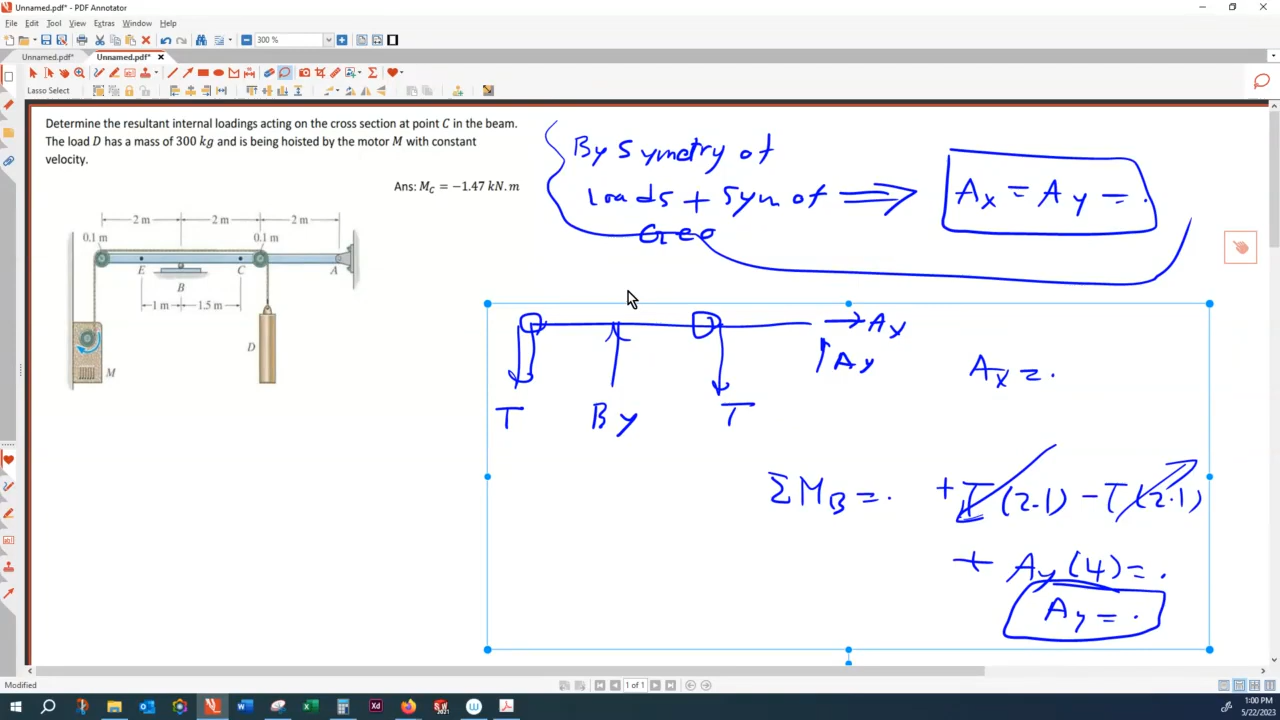 Unnamed.pdf* - PDF Annotator
File Edit Tool View Extras Window Help
300 %
Unnamed.pdf* Unnamed.pdf*
Lasso Select
Determine the resultant internal loadings acting on the cross section at point C in the beam.
The load D has a mass of 300 kg and is being hoisted by the motor M with constant
velocity.
Ans: M_C = −1.47 kN.m
2 m 2 m 2 m
0.1 m 0.1 m
E B C A
1 m 1.5 m
D
M
By Symetry of
loads + Sym of ⟹ Ax = Ay = .
Geo
Ax
Ay
T By T
Ax = .
ΣM_B = . + T (2.1) − T (2.1)
+ Ay (4) = .
Ay = .
Modified
1 of 1
1:00 PM
5/22/2023